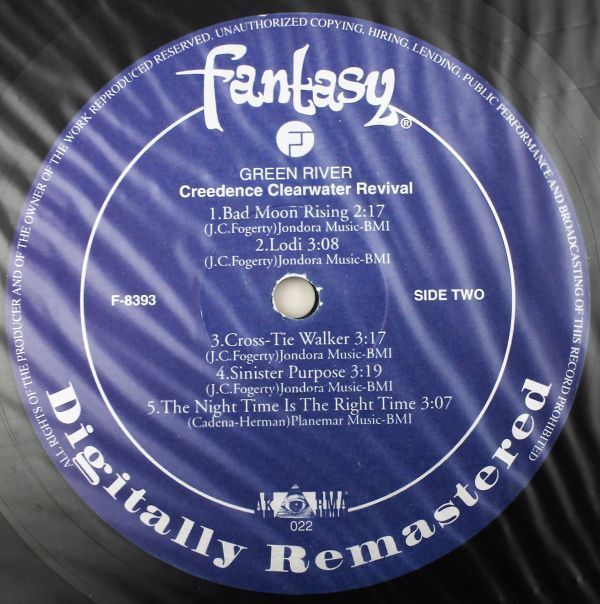 ALL RIGHTS OF THE PRODUCER AND OF THE OWNER OF THE WORK REPRODUCED RESERVED. UNAUTHORIZED COPYING, HIRING, LENDING, PUBLIC PERFORMANCE AND BROADCASTING OF THIS RECORD PROHIBITED
fantasy®
GREEN RIVER
Creedence Clearwater Revival
1.Bad Moon Rising 2:17
(J.C.Fogerty)Jondora Music-BMI
2.Lodi 3:08
(J.C.Fogerty)Jondora Music-BMI
F-8393
SIDE TWO
3.Cross-Tie Walker 3:17
(J.C.Fogerty)Jondora Music-BMI
4.Sinister Purpose 3:19
(J.C.Fogerty)Jondora Music-BMI
5.The Night Time Is The Right Time 3:07
(Cadena-Herman)Planemar Music-BMI
AKARMA
022
Digitally Remastered